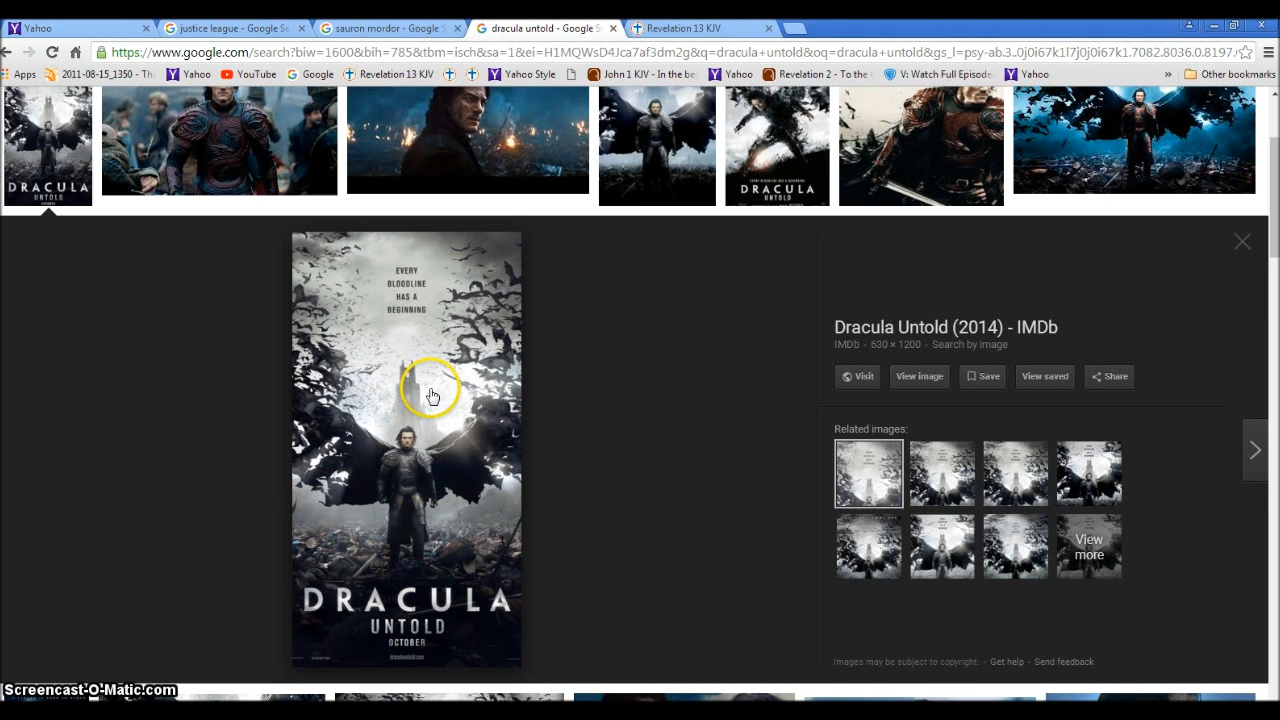 Yahoo
justice league - Google Se
sauron mordor - Google S
dracula untold - Google S
Revelation 13 KJV
https://www.google.com/search?biw=1600&bih=785&tbm=isch&sa=1&ei=H1MQWsD4Jca7af3dm2g&q=dracula+untold&oq=dracula+untold&gs_l=psy-ab.3.0j0i67k1l7j0j0i67k1.7082.8036.0.8197.
Apps
2011-08-15_1350 - Th
Yahoo
YouTube
Google
Revelation 13 KJV
Yahoo Style
John 1 KJV - In the be
Yahoo
Revelation 2 - To the
V: Watch Full Episode
Yahoo
»
Other bookmarks
DRACULA
UNTOLD
OCTOBER
DRACULA
UNTOLD
EVERY
BLOODLINE
HAS A
BEGINNING
DRACULA
UNTOLD
OCTOBER
Dracula Untold (2014) - IMDb
IMDb - 630 × 1200 - Search by image
Visit
View image
Save
View saved
Share
Related images:
View
more
Images may be subject to copyright. - Get help - Send feedback
Screencast-O-Matic.com